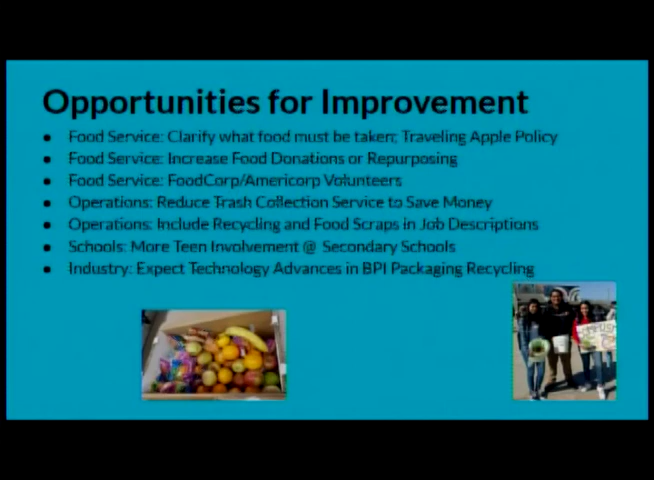 Opportunities for Improvement
● Food Service: Clarify what food must be taken; Traveling Apple Policy
● Food Service: Increase Food Donations or Repurposing
● Food Service: FoodCorp/Americorp Volunteers
● Operations: Reduce Trash Collection Service to Save Money
● Operations: Include Recycling and Food Scraps in Job Descriptions
● Schools: More Teen Involvement @ Secondary Schools
● Industry: Expect Technology Advances in BPI Packaging Recycling